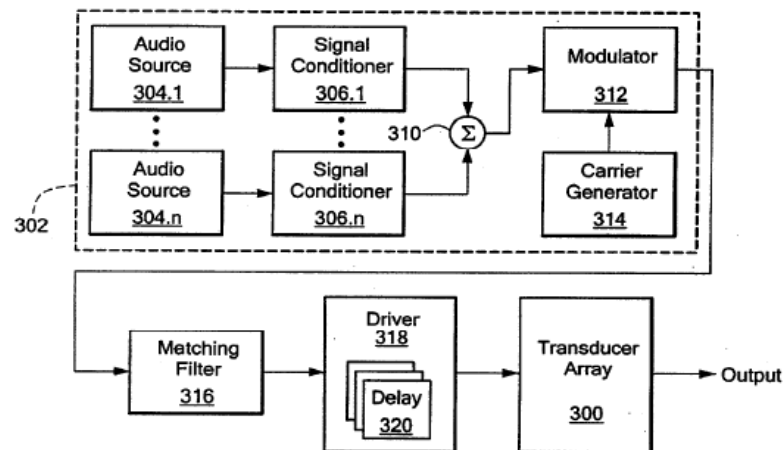 Audio
Source
304.1
Signal
Conditioner
306.1
Modulator
312
310
Σ
Audio
Source
304.n
Signal
Conditioner
306.n
Carrier
Generator
314
302
Metching
Filter
316
Driver
318
Delay
320
Transducer
Array
300
Output